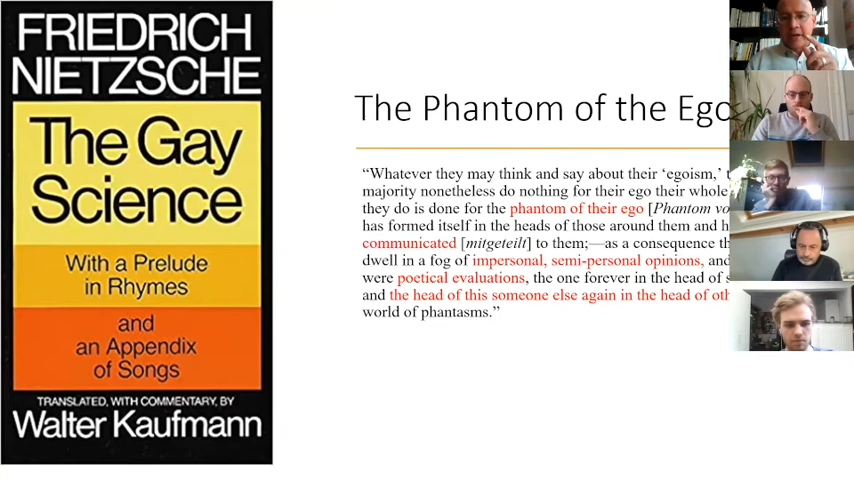 FRIEDRICH
NIETZSCHE
The Gay
Science
With a Prelude
in Rhymes
and
an Appendix
of Songs
TRANSLATED, WITH COMMENTARY, BY
Walter Kaufmann
The Phantom of the Ego
“Whatever they may think and say about their ‘egoism,’
majority nonetheless do nothing for their ego their whole
they do is done for the phantom of their ego [Phantom
has formed itself in the heads of those around them and
communicated [mitgeteilt] to them;—as a consequence
dwell in a fog of impersonal, semi-personal opinions, and
were poetical evaluations, the one forever in the head of
and the head of this someone else again in the head of
world of phantasms.”